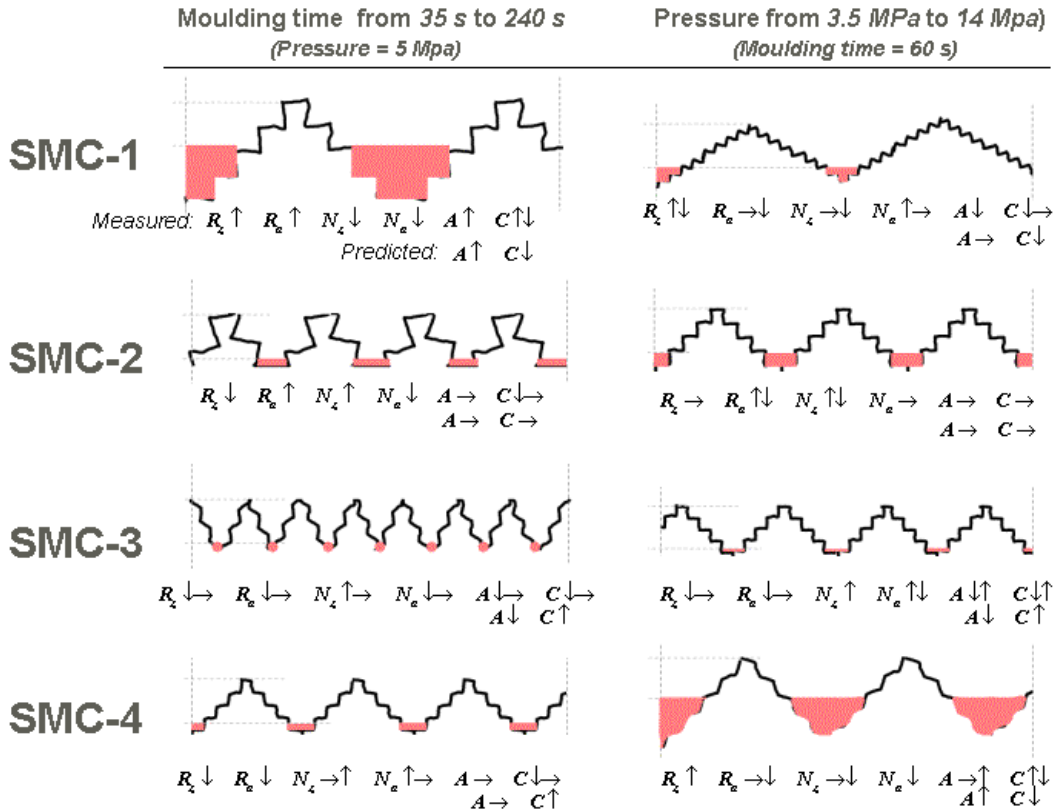 Moulding time from 35 s to 240 s Pressure from 3.5 MPa to 14 Mpa)
(Pressure = 5 Mpa) (Moulding time = 60 s)
SMC-1
Measured: Rz ↑ Ra ↑ Nz ↓ Na ↓ A ↑ C ↑↓
Predicted: A ↑ C ↓
Rz ↑↓ Ra →↓ Nz →↓ Na ↑→ A ↓ C ↓→
A → C ↓
SMC-2
Rz ↓ Ra ↑ Nz ↑ Na ↓ A → C ↓→
A → C →
Rz → Ra ↑↓ Nz ↑↓ Na → A → C →
A → C →
SMC-3
Rz ↓→ Ra ↓→ Nz ↑→ Na ↓→ A ↓→ C ↓→
A ↓ C ↑
Rz ↓→ Ra ↓→ Nz ↑ Na ↑↓ A ↓↑ C ↓↑
A ↓ C ↑
SMC-4
Rz ↓ Ra ↓ Nz →↑ Na ↑→ A → C ↓→
A → C ↑
Rz ↑ Ra →↓ Nz →↓ Na ↓ A →↑ C ↑↓
A ↑ C ↓